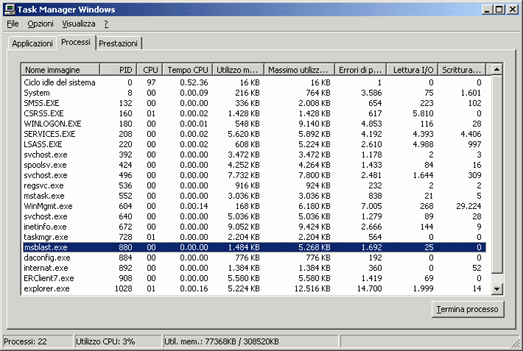 Task Manager Windows
File Opzioni Visualizza ?
Applicazioni Processi Prestazioni
Nome immagine PID CPU Tempo CPU Utilizzo m... Massimo utilizz... Errori di p... Lettura I/O Scrittura...
Ciclo idle del sistema 0 97 0.52.36 16 KB 16 KB 1 0 0
System 8 00 0.00.09 216 KB 764 KB 3.586 75 1.601
SMSS.EXE 132 00 0.00.00 336 KB 2.008 KB 654 223 102
CSRSS.EXE 160 01 0.00.02 1.428 KB 1.428 KB 617 5.810 0
WINLOGON.EXE 180 00 0.00.01 548 KB 9.140 KB 4.853 116 28
SERVICES.EXE 208 00 0.00.02 5.620 KB 5.892 KB 4.192 4.393 4.406
LSASS.EXE 220 00 0.00.02 608 KB 5.224 KB 2.610 4.988 997
svchost.exe 392 00 0.00.00 3.472 KB 3.472 KB 1.178 2 3
spoolsv.exe 424 00 0.00.00 4.252 KB 4.264 KB 1.433 84 16
svchost.exe 496 00 0.00.00 7.732 KB 7.800 KB 2.481 1.644 309
regsvc.exe 536 00 0.00.00 916 KB 924 KB 232 2 2
mstask.exe 552 00 0.00.00 3.036 KB 3.036 KB 838 21 5
WinMgmt.exe 604 00 0.00.14 168 KB 6.180 KB 7.005 268 29.224
svchost.exe 640 00 0.00.00 5.036 KB 5.036 KB 1.279 89 28
inetinfo.exe 672 00 0.00.01 9.052 KB 9.424 KB 2.666 144 9
taskmgr.exe 728 01 0.00.00 2.204 KB 2.204 KB 564 0 0
msblast.exe 880 00 0.00.00 1.484 KB 5.268 KB 1.692 25 0
daconfig.exe 884 00 0.00.00 776 KB 776 KB 192 0 0
internat.exe 892 00 0.00.00 1.384 KB 1.384 KB 360 0 52
ERClient7.exe 908 00 0.00.00 5.580 KB 5.580 KB 1.419 69 0
explorer.exe 1028 01 0.00.16 5.224 KB 12.516 KB 14.700 1.999 14
Termina processo
Processi: 22 Utilizzo CPU: 3% Util. mem.: 77368KB / 308520KB